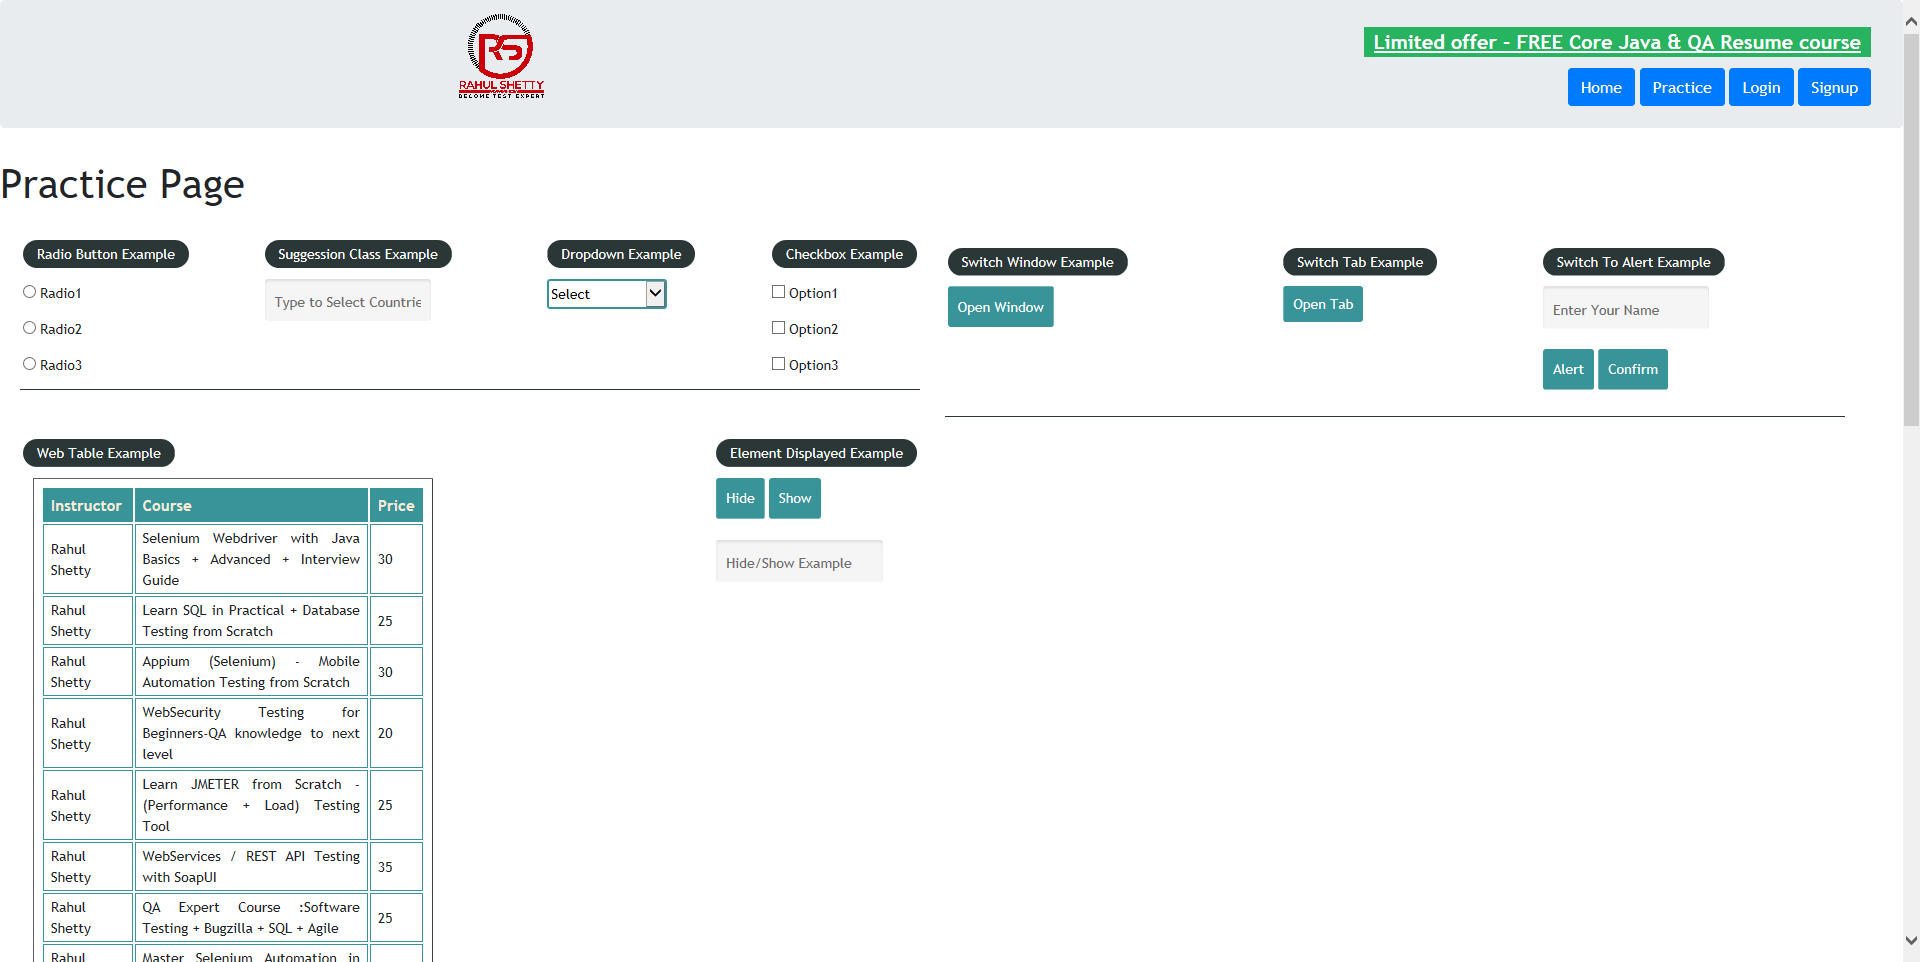 RAHUL SHETTY
BECOME TEST EXPERT
Limited offer - FREE Core Java & QA Resume course
Home Practice Login Signup
Practice Page
Radio Button Example
Radio1
Radio2
Radio3
Suggession Class Example
Type to Select Countrie
Dropdown Example
Select
Checkbox Example
Option1
Option2
Option3
Switch Window Example
Open Window
Switch Tab Example
Open Tab
Switch To Alert Example
Enter Your Name
Alert Confirm
Web Table Example
Instructor Course Price
Rahul
Shetty
Selenium Webdriver with Java
Basics + Advanced + Interview
Guide
30
Rahul
Shetty
Learn SQL in Practical + Database
Testing from Scratch
25
Rahul
Shetty
Appium (Selenium) - Mobile
Automation Testing from Scratch
30
Rahul
Shetty
WebSecurity Testing for
Beginners-QA knowledge to next
level
20
Rahul
Shetty
Learn JMETER from Scratch -
(Performance + Load) Testing
Tool
25
Rahul
Shetty
WebServices / REST API Testing
with SoapUI
35
Rahul
Shetty
QA Expert Course :Software
Testing + Bugzilla + SQL + Agile
25
Rahul
Master Selenium Automation in
Element Displayed Example
Hide Show
Hide/Show Example